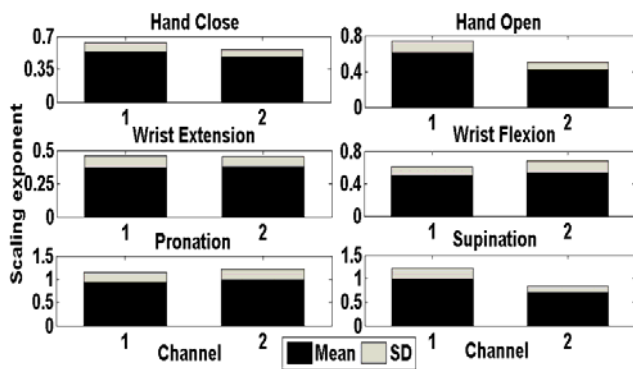 Hand Close
Hand Open
0.7
0.35
0
1
2
0.8
0.4
0
1
2
Scaling exponent
Wrist Extension
Wrist Flexion
0.5
0.25
0
1
2
0.8
0.4
0
1
2
Pronation
Supination
1.5
1
0.5
0
1
2
1.5
1
0.5
0
1
2
Channel
Mean
SD
Channel